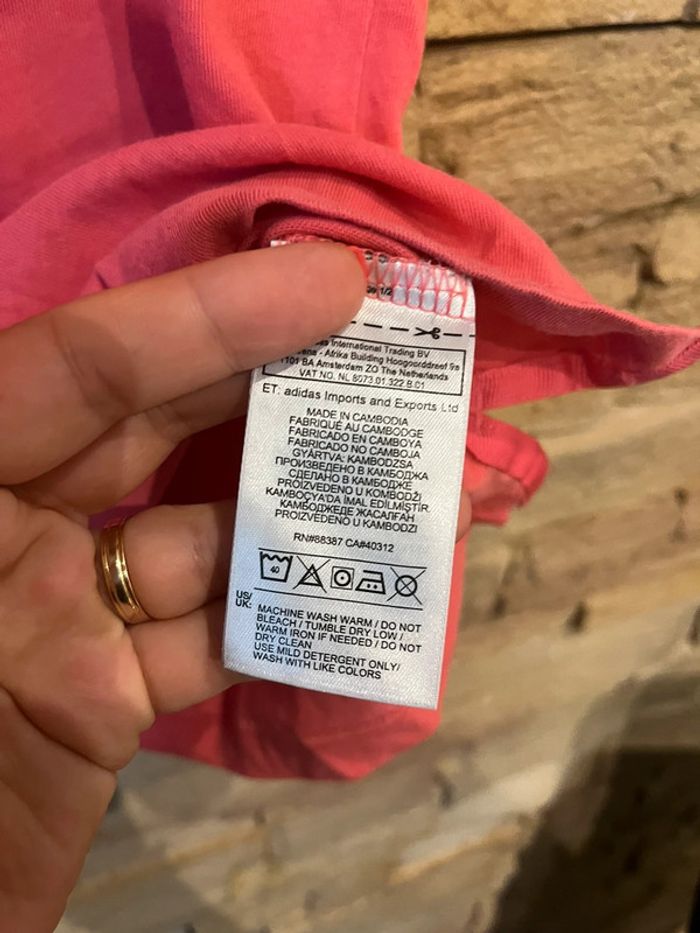 1/2
International Trading BV
- Afrika Building Hoogoorddreef 9a
1101 BA Amsterdam ZO The Netherlands
VAT NO. NL 8073.01.322.B.01
ET: adidas Imports and Exports Ltd
MADE IN CAMBODIA
FABRIQUÉ AU CAMBODGE
FABRICADO EN CAMBOYA
FABRICADO NO CAMBOJA
GYÁRTVA: KAMBODZSA
ПРОИЗВЕДЕНО В КАМБОДЖА
СДЕЛАНО В КАМБОДЖЕ
PROIZVEDENO U KOMBODŽI
KAMBOÇYA'DA İMAL EDİLMİŞTİR
КАМБОДЖЕДЕ ЖАСАЛҒАН
PROIZVEDENO U KAMBODZI
RN#88387 CA#40312
40
US/
UK:
MACHINE WASH WARM / DO NOT
BLEACH / TUMBLE DRY LOW /
WARM IRON IF NEEDED / DO NOT
DRY CLEAN
USE MILD DETERGENT ONLY/
WASH WITH LIKE COLORS